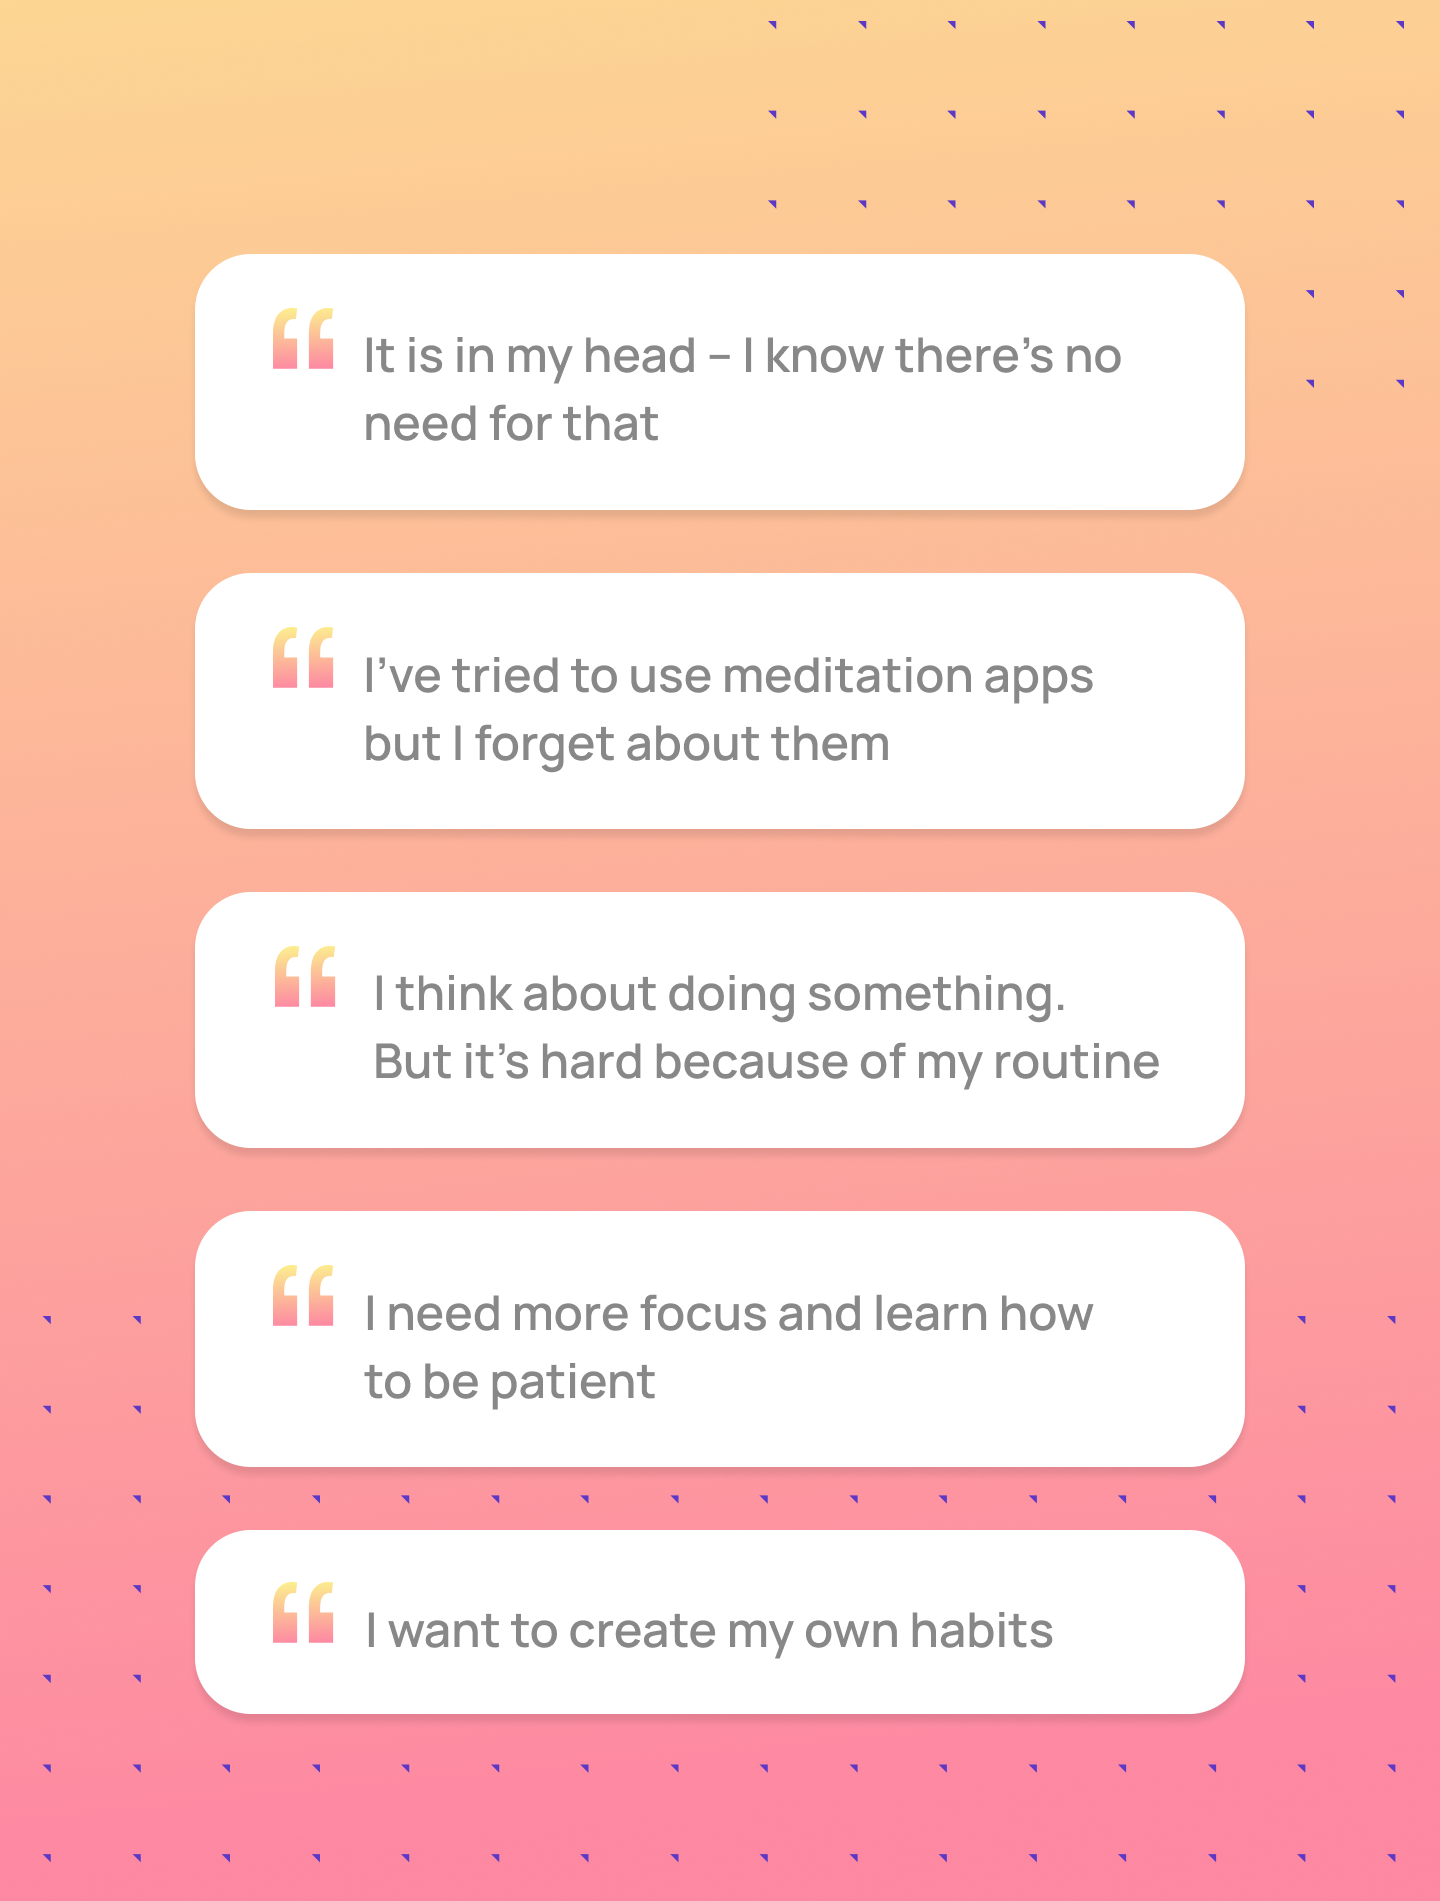 “ It is in my head – I know there’s no
need for that
“ I’ve tried to use meditation apps
but I forget about them
“ I think about doing something.
But it’s hard because of my routine
“ I need more focus and learn how
to be patient
“ I want to create my own habits